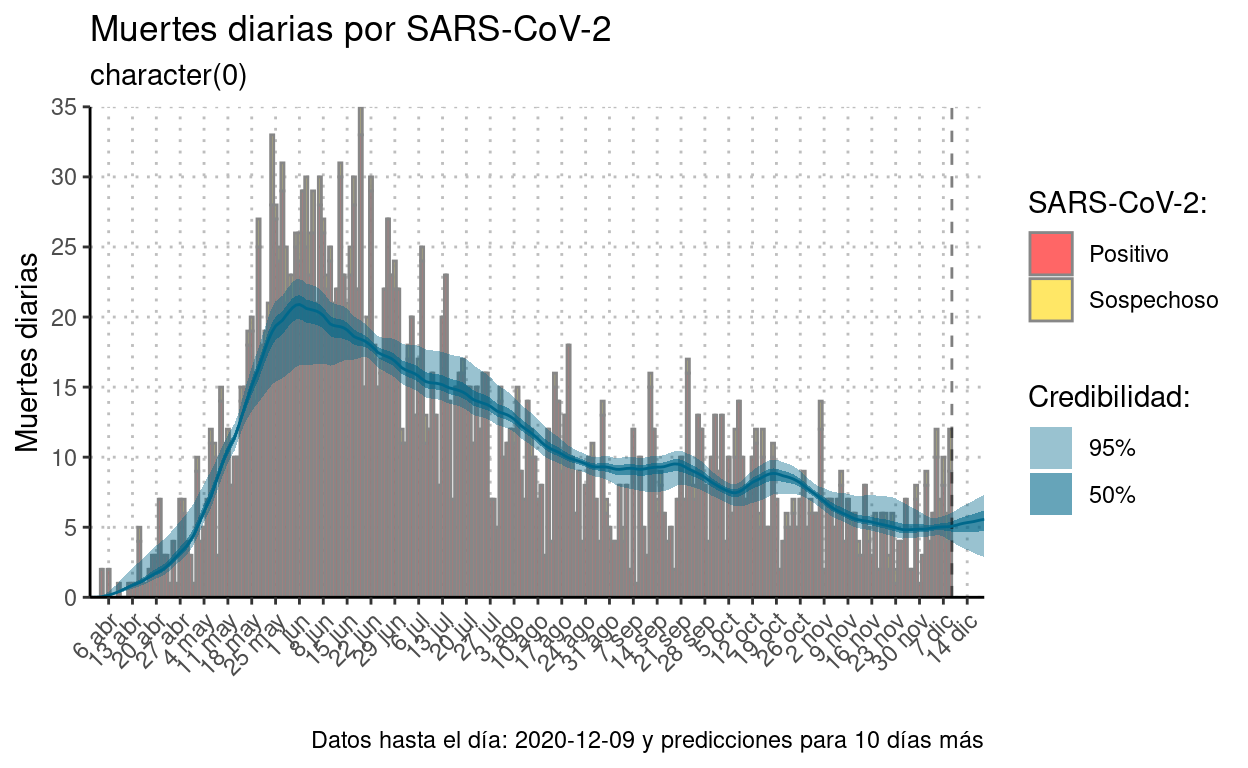 Muertes diarias por SARS-CoV-2
character(0)
Muertes diarias
35
30
25
20
15
10
5
0
6 abr
13 abr
20 abr
27 abr
4 may
11 may
18 may
25 may
1 jun
8 jun
15 jun
22 jun
29 jun
6 jul
13 jul
20 jul
27 jul
3 ago
10 ago
17 ago
24 ago
31 ago
7 sep
14 sep
21 sep
28 sep
5 oct
12 oct
19 oct
26 oct
2 nov
9 nov
16 nov
23 nov
30 nov
7 dic
14 dic
SARS-CoV-2:
Positivo
Sospechoso
Credibilidad:
95%
50%
Datos hasta el día: 2020-12-09 y predicciones para 10 días más